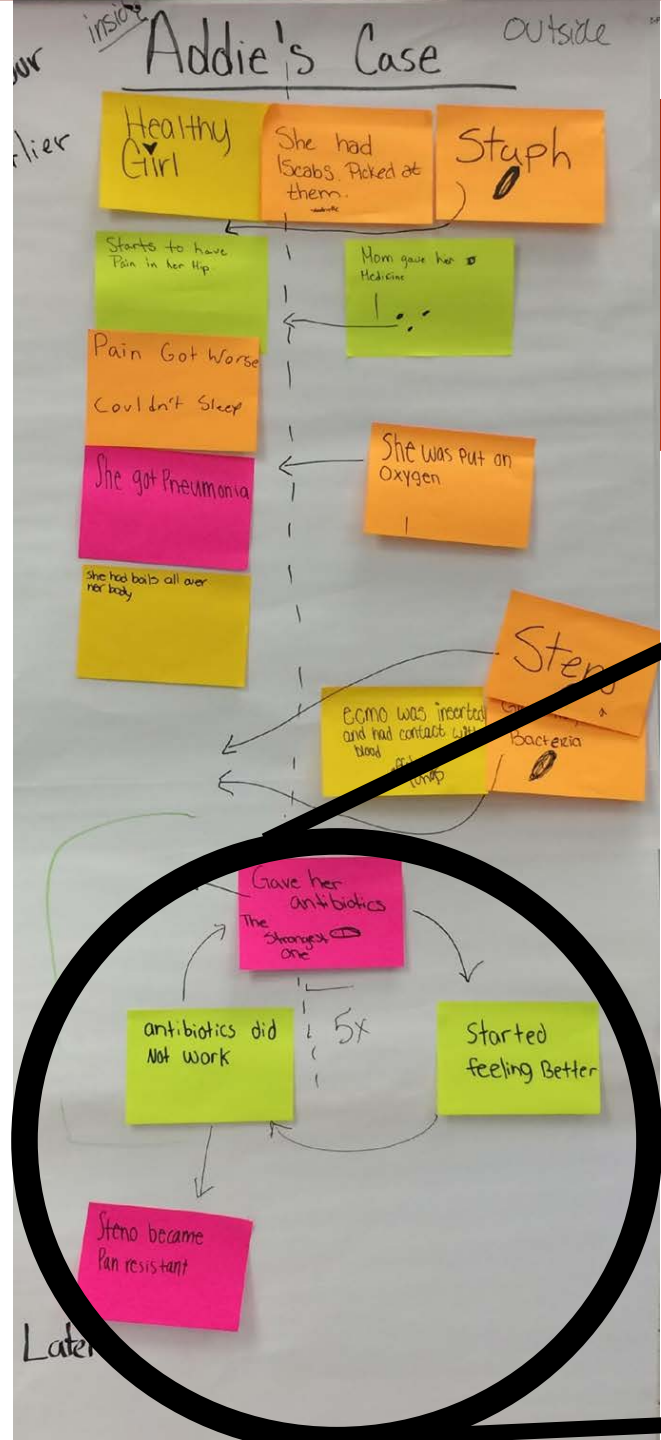 inside
outside
Addie's Case
our
rlier
Healthy
Girl
She had
Scabs. Picked at
them.
Staph
Starts to have
Pain in her Hip
Mom gave her
Medicine
Pain Got Worse
Couldn't Sleep
She was put on
Oxygen
She got Pneumonia
she had boils all over
her body
Steno
ecmo was inserted
and had contact with
blood
lungs
Bacteria
Gave her
antibiotics
The
Strongest
one
antibiotics did
Not work
5x
Started
feeling Better
Steno became
Pan resistant
Later